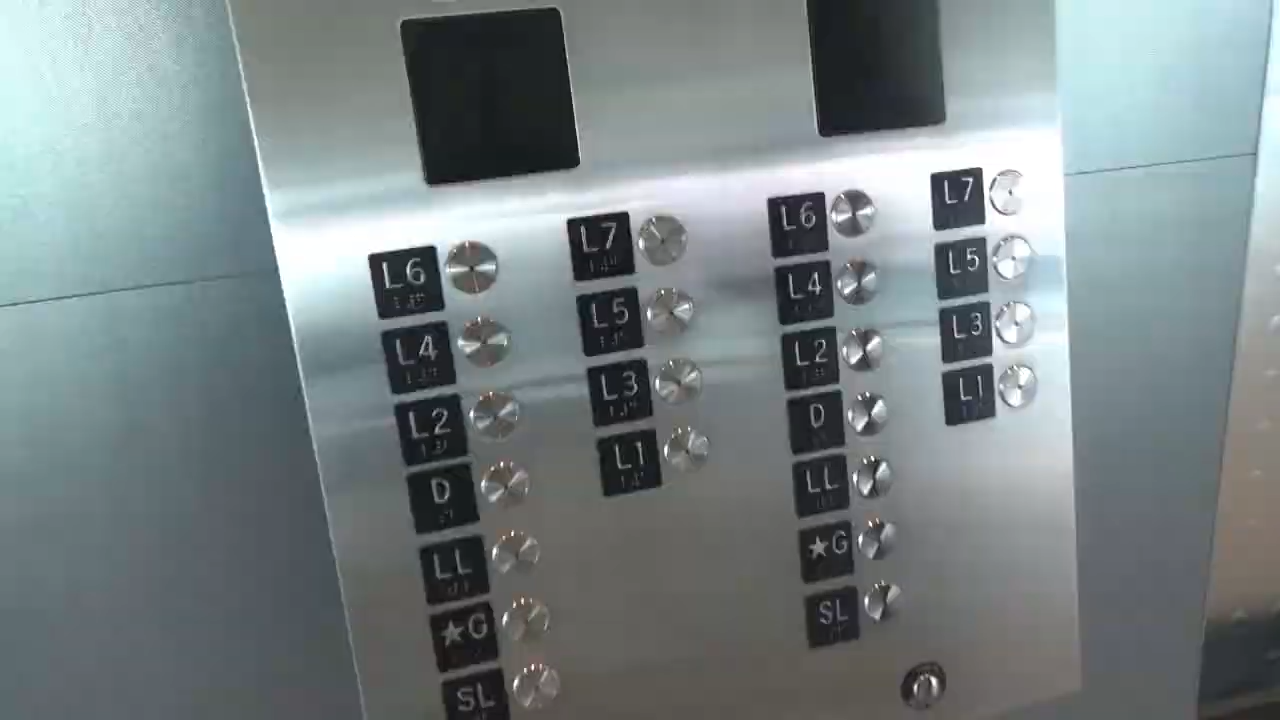 L6 L7 L6 L7
L4 L5 L4 L5
L2 L3 L2 L3
D L1 D L1
LL LL
★G ★G
SL SL